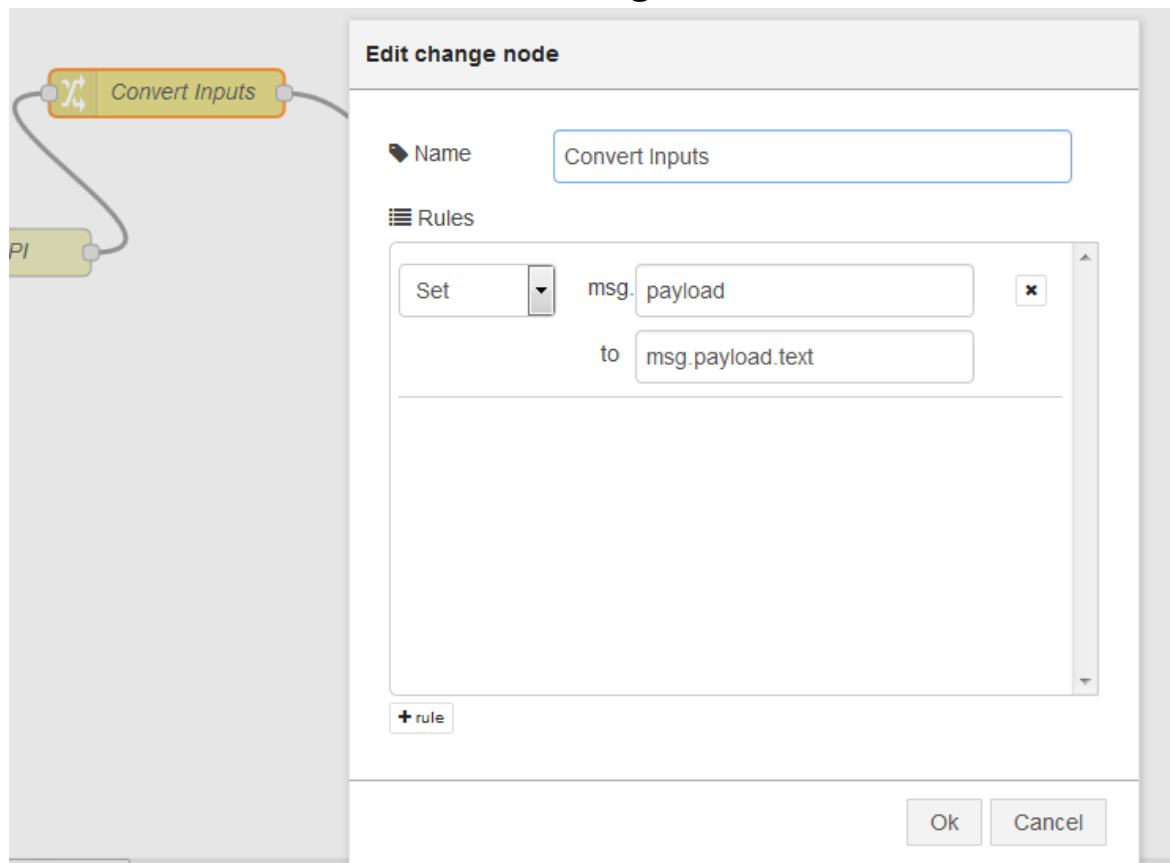 Edit change node
Convert Inputs
Name
Convert Inputs
Rules
PI
Set
msg.
payload
to
msg.payload.text
rule
Ok
Cancel